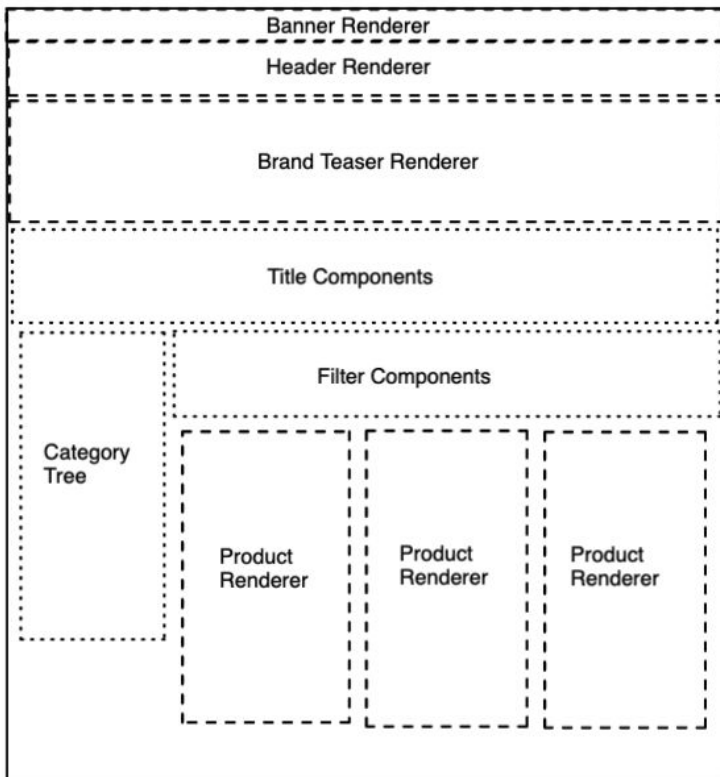 Banner Renderer
Header Renderer
Brand Teaser Renderer
Title Components
Filter Components
Category
Tree
Product
Renderer
Product
Renderer
Product
Renderer